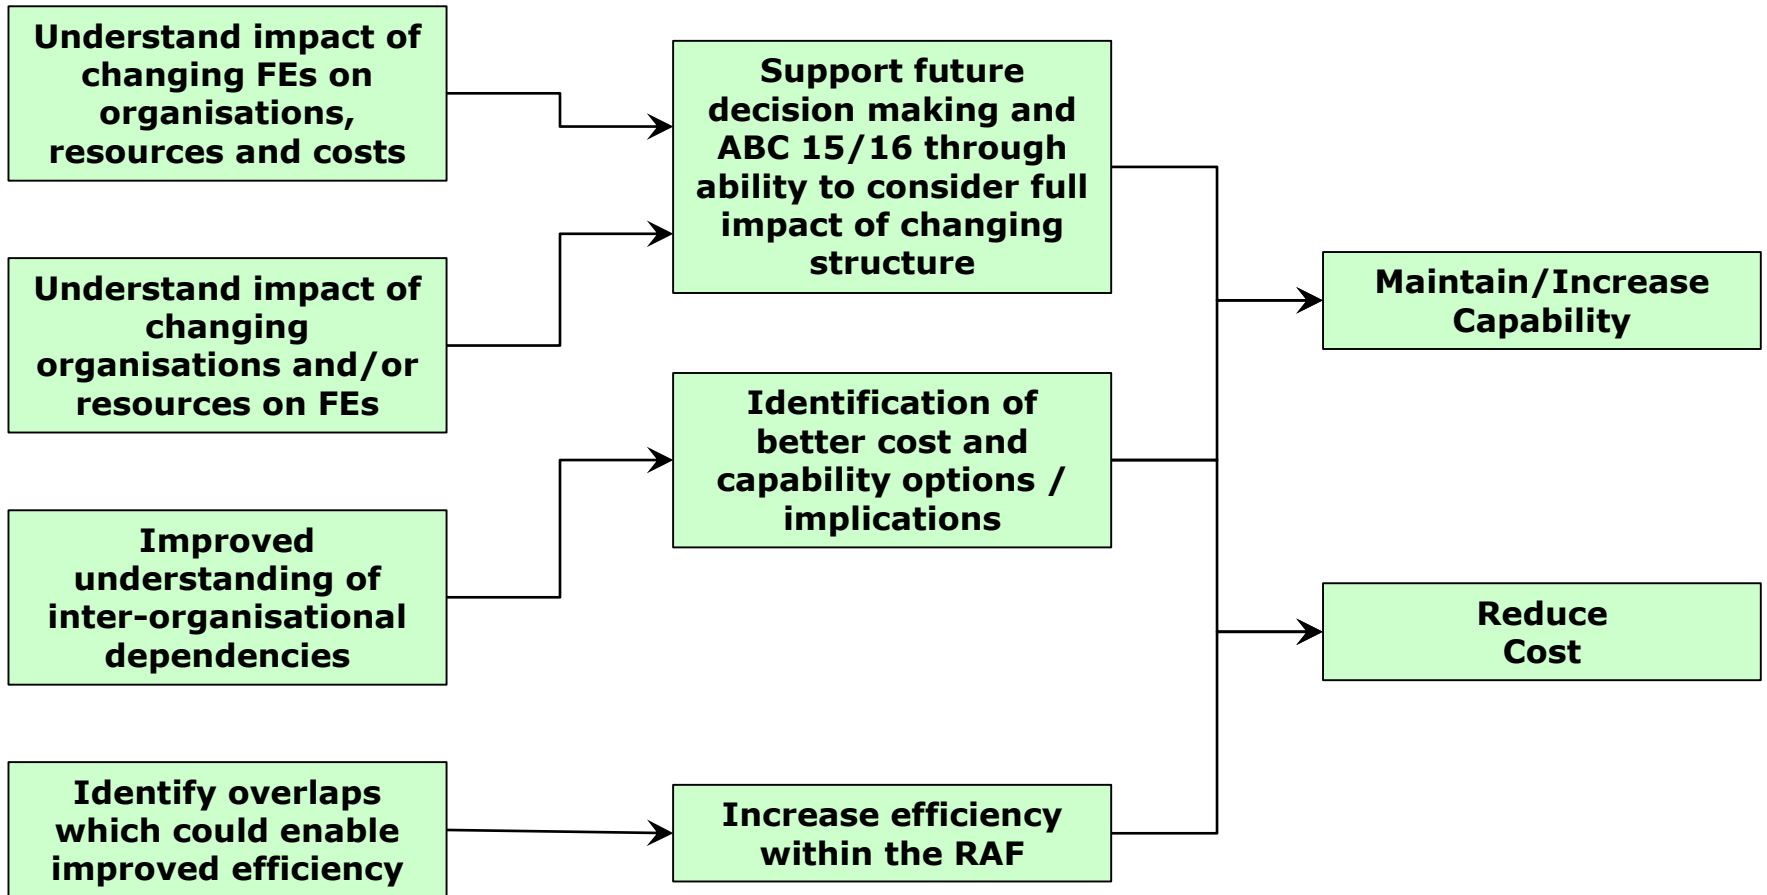 Understand impact of
changing FEs on
organisations,
resources and costs
Understand impact of
changing
organisations and/or
resources on FEs
Improved
understanding of
inter-organisational
dependencies
Identify overlaps
which could enable
improved efficiency
Support future
decision making and
ABC 15/16 through
ability to consider full
impact of changing
structure
Identification of
better cost and
capability options /
implications
Increase efficiency
within the RAF
Maintain/Increase
Capability
Reduce
Cost